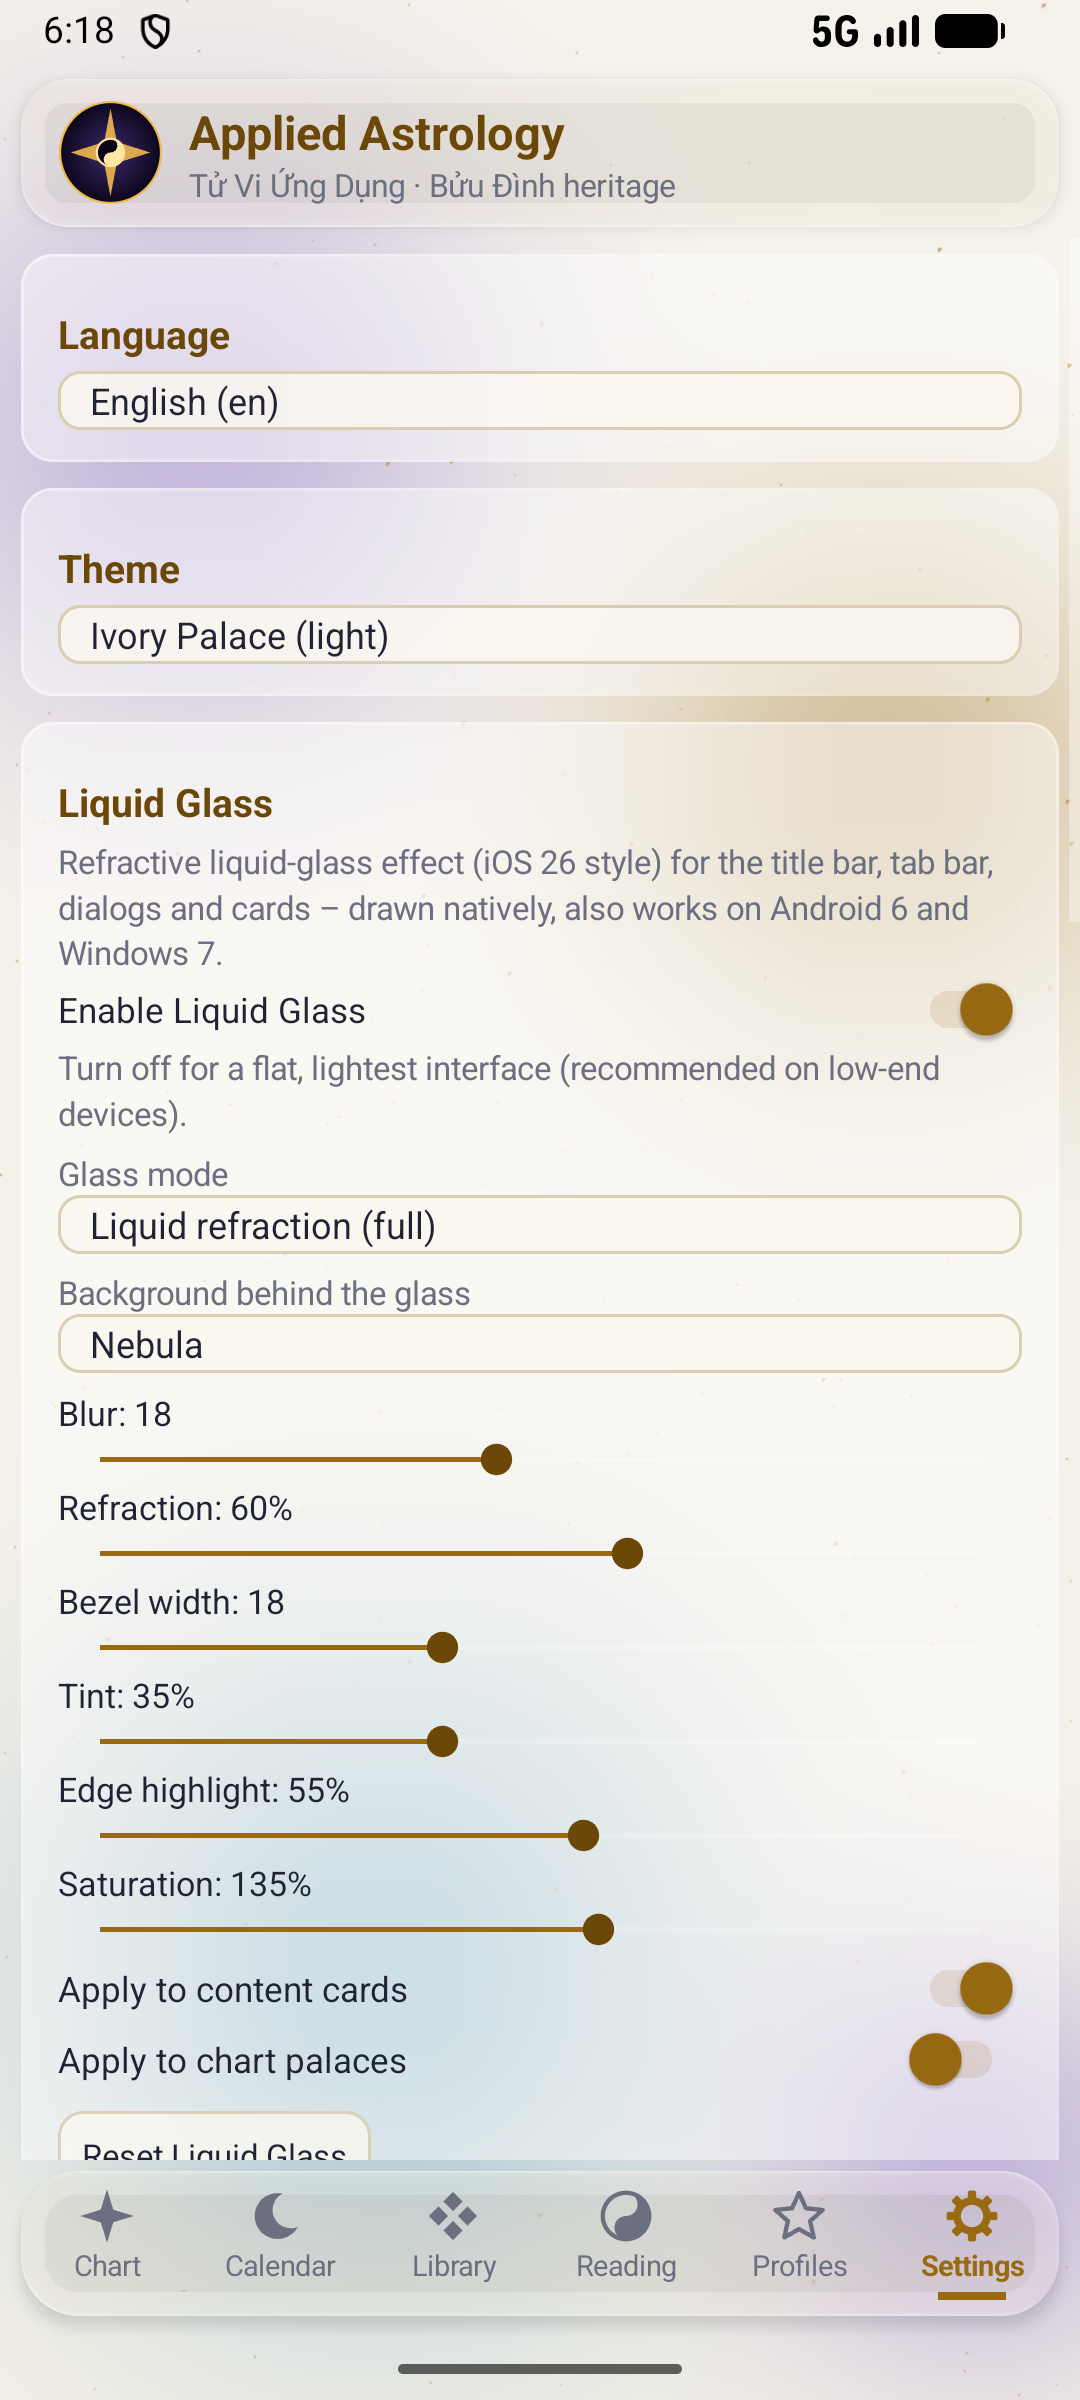 6:18
5G
Applied Astrology
Tử Vi Ứng Dụng · Bửu Đình heritage
Language
English (en)
Theme
Ivory Palace (light)
Liquid Glass
Refractive liquid-glass effect (iOS 26 style) for the title bar, tab bar,
dialogs and cards – drawn natively, also works on Android 6 and
Windows 7.
Enable Liquid Glass
Turn off for a flat, lightest interface (recommended on low-end
devices).
Glass mode
Liquid refraction (full)
Background behind the glass
Nebula
Blur: 18
Refraction: 60%
Bezel width: 18
Tint: 35%
Edge highlight: 55%
Saturation: 135%
Apply to content cards
Apply to chart palaces
Reset Liquid Glass
Chart
Calendar
Library
Reading
Profiles
Settings